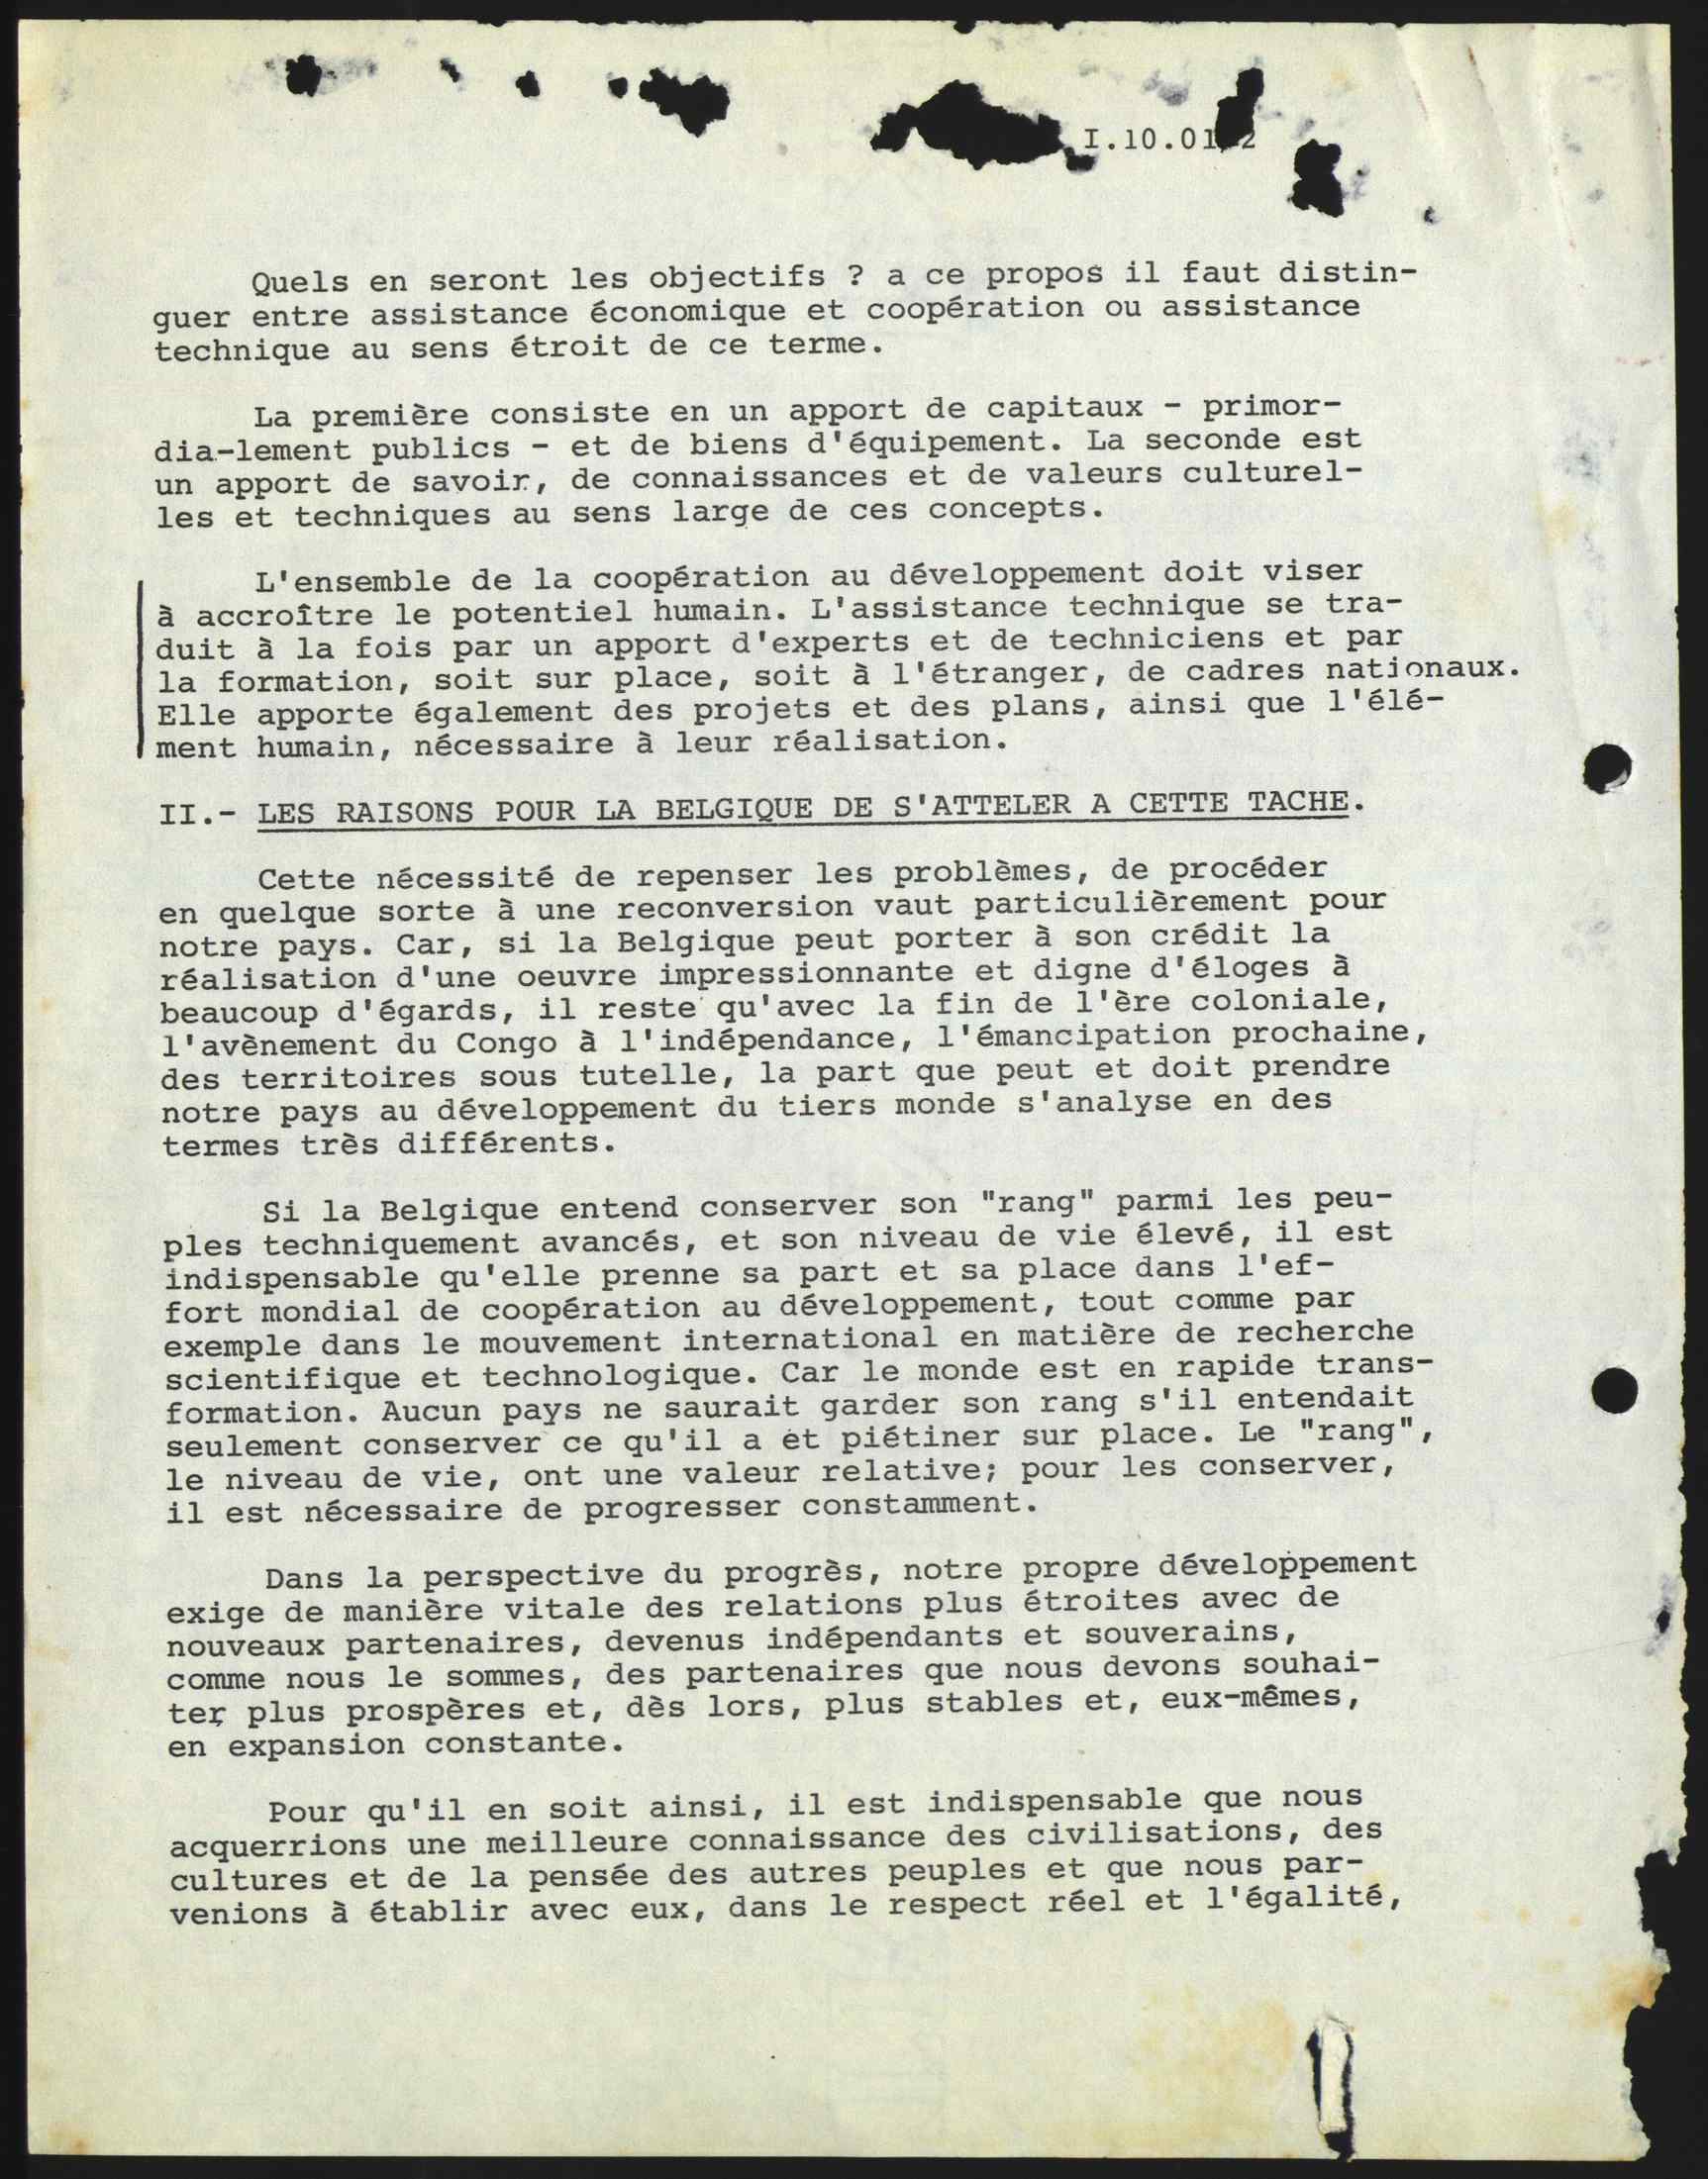 I.10.01 2
Quels en seront les objectifs ? a ce propos il faut distin-
guer entre assistance économique et coopération ou assistance
technique au sens étroit de ce terme.
La première consiste en un apport de capitaux - primor-
dia-lement publics - et de biens d'équipement. La seconde est
un apport de savoir, de connaissances et de valeurs culturel-
les et techniques au sens large de ces concepts.
L'ensemble de la coopération au développement doit viser
à accroître le potentiel humain. L'assistance technique se tra-
duit à la fois par un apport d'experts et de techniciens et par
la formation, soit sur place, soit à l'étranger, de cadres nationaux.
Elle apporte également des projets et des plans, ainsi que l'élé-
ment humain, nécessaire à leur réalisation.
II.- LES RAISONS POUR LA BELGIQUE DE S'ATTELER A CETTE TACHE.
Cette nécessité de repenser les problèmes, de procéder
en quelque sorte à une reconversion vaut particulièrement pour
notre pays. Car, si la Belgique peut porter à son crédit la
réalisation d'une oeuvre impressionnante et digne d'éloges à
beaucoup d'égards, il reste qu'avec la fin de l'ère coloniale,
l'avènement du Congo à l'indépendance, l'émancipation prochaine,
des territoires sous tutelle, la part que peut et doit prendre
notre pays au développement du tiers monde s'analyse en des
termes très différents.
Si la Belgique entend conserver son "rang" parmi les peu-
ples techniquement avancés, et son niveau de vie élevé, il est
indispensable qu'elle prenne sa part et sa place dans l'ef-
fort mondial de coopération au développement, tout comme par
exemple dans le mouvement international en matière de recherche
scientifique et technologique. Car le monde est en rapide trans-
formation. Aucun pays ne saurait garder son rang s'il entendait
seulement conserver ce qu'il a et piétiner sur place. Le "rang",
le niveau de vie, ont une valeur relative; pour les conserver,
il est nécessaire de progresser constamment.
Dans la perspective du progrès, notre propre développement
exige de manière vitale des relations plus étroites avec de
nouveaux partenaires, devenus indépendants et souverains,
comme nous le sommes, des partenaires que nous devons souhai-
ter plus prospères et, dès lors, plus stables et, eux-mêmes,
en expansion constante.
Pour qu'il en soit ainsi, il est indispensable que nous
acquerrions une meilleure connaissance des civilisations, des
cultures et de la pensée des autres peuples et que nous par-
venions à établir avec eux, dans le respect réel et l'égalité,